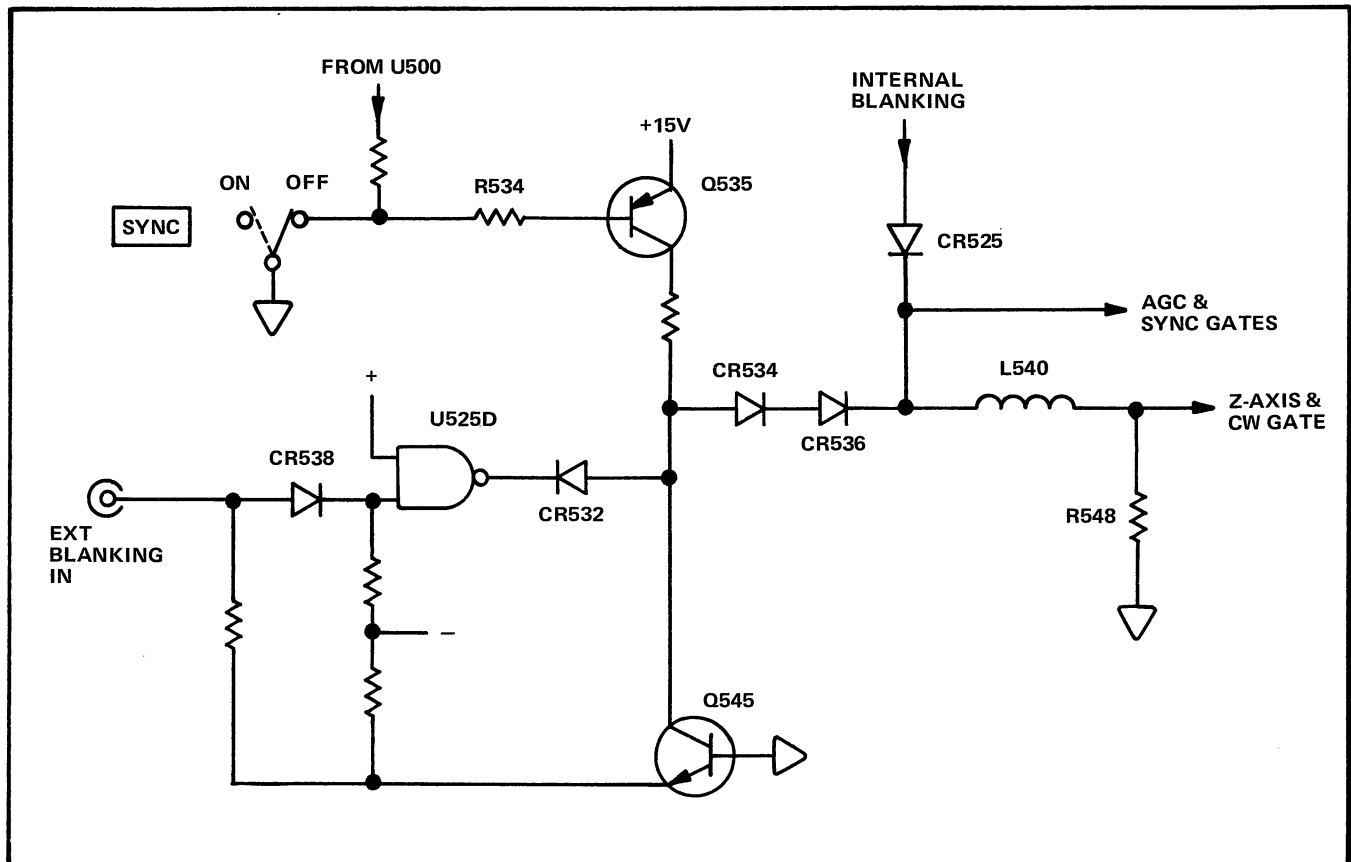 FROM U500
INTERNAL
BLANKING
+15V
ON
OFF
R534
Q535
SYNC
CR525
AGC &
SYNC GATES
CR534
L540
+
U525D
Z-AXIS &
CW GATE
CR538
CR536
CR532
EXT
BLANKING
IN
R548
–
Q545